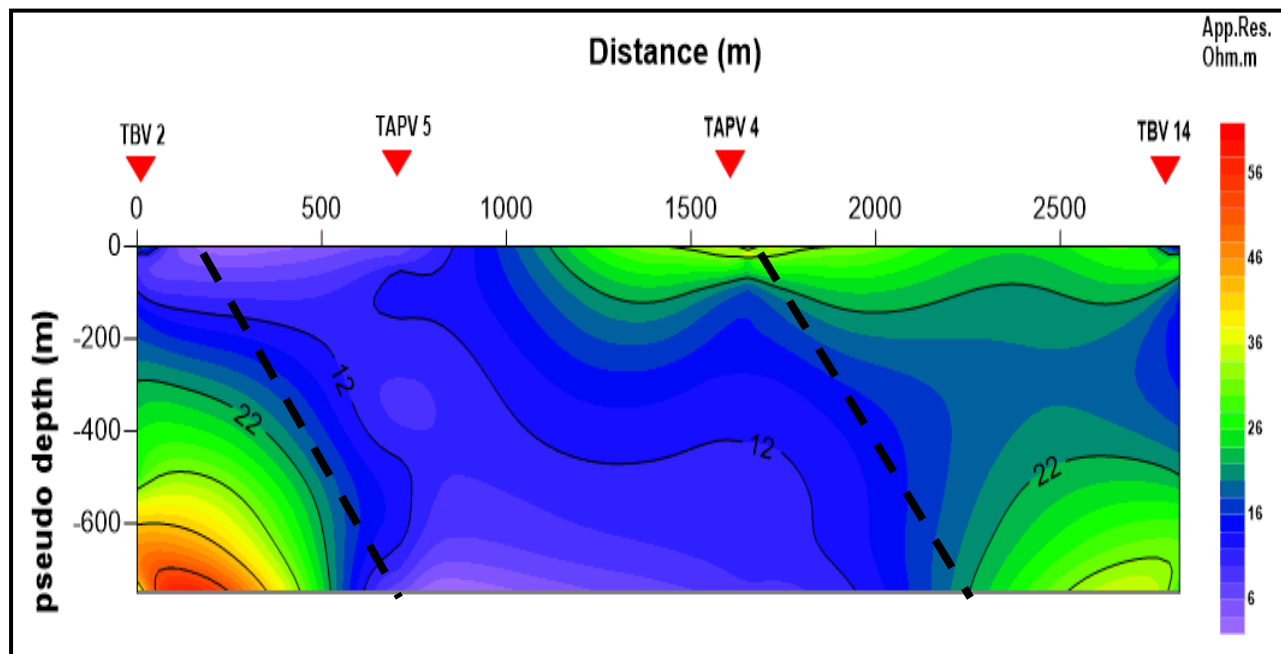 App.Res.
Ohm.m
Distance (m)
TBV 2
TAPV 5
TAPV 4
TBV 14
0
500
1000
1500
2000
2500
0
-200
-400
-600
pseudo depth (m)
12
22
12
22
56
46
36
26
16
6